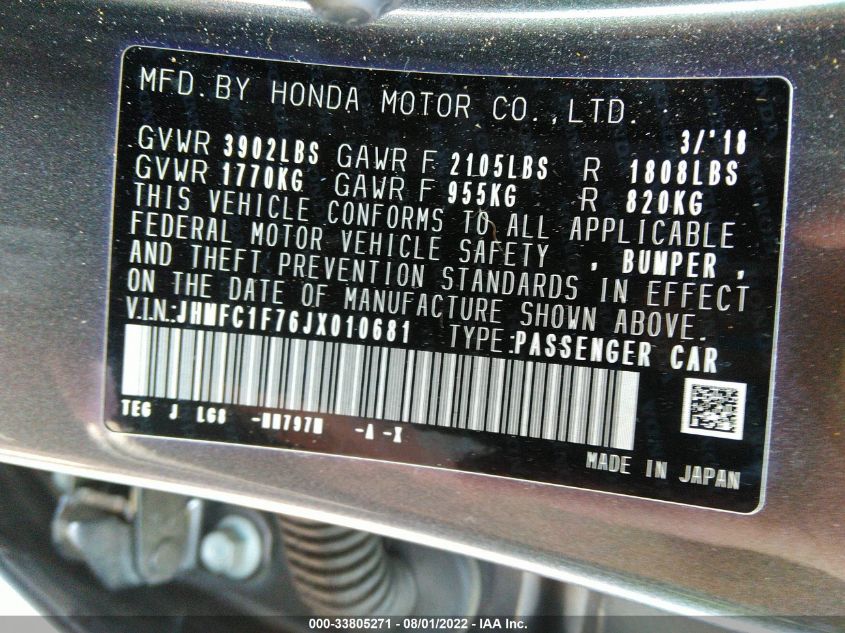 MFD. BY HONDA MOTOR CO., LTD.
3/'18
GVWR 3902LBS GAWR F 2105LBS R 1808LBS
GVWR 1770KG GAWR F 955KG R 820KG
THIS VEHICLE CONFORMS TO ALL APPLICABLE
FEDERAL MOTOR VEHICLE SAFETY , BUMPER ,
AND THEFT PREVENTION STANDARDS IN EFFECT
ON THE DATE OF MANUFACTURE SHOWN ABOVE.
V.I.N.:JHMFC1F76JX010681 TYPE:PASSENGER CAR
TEG J LG8 -NH797M -A -X
MADE IN JAPAN
000-33805271 - 08/01/2022 - IAA Inc.